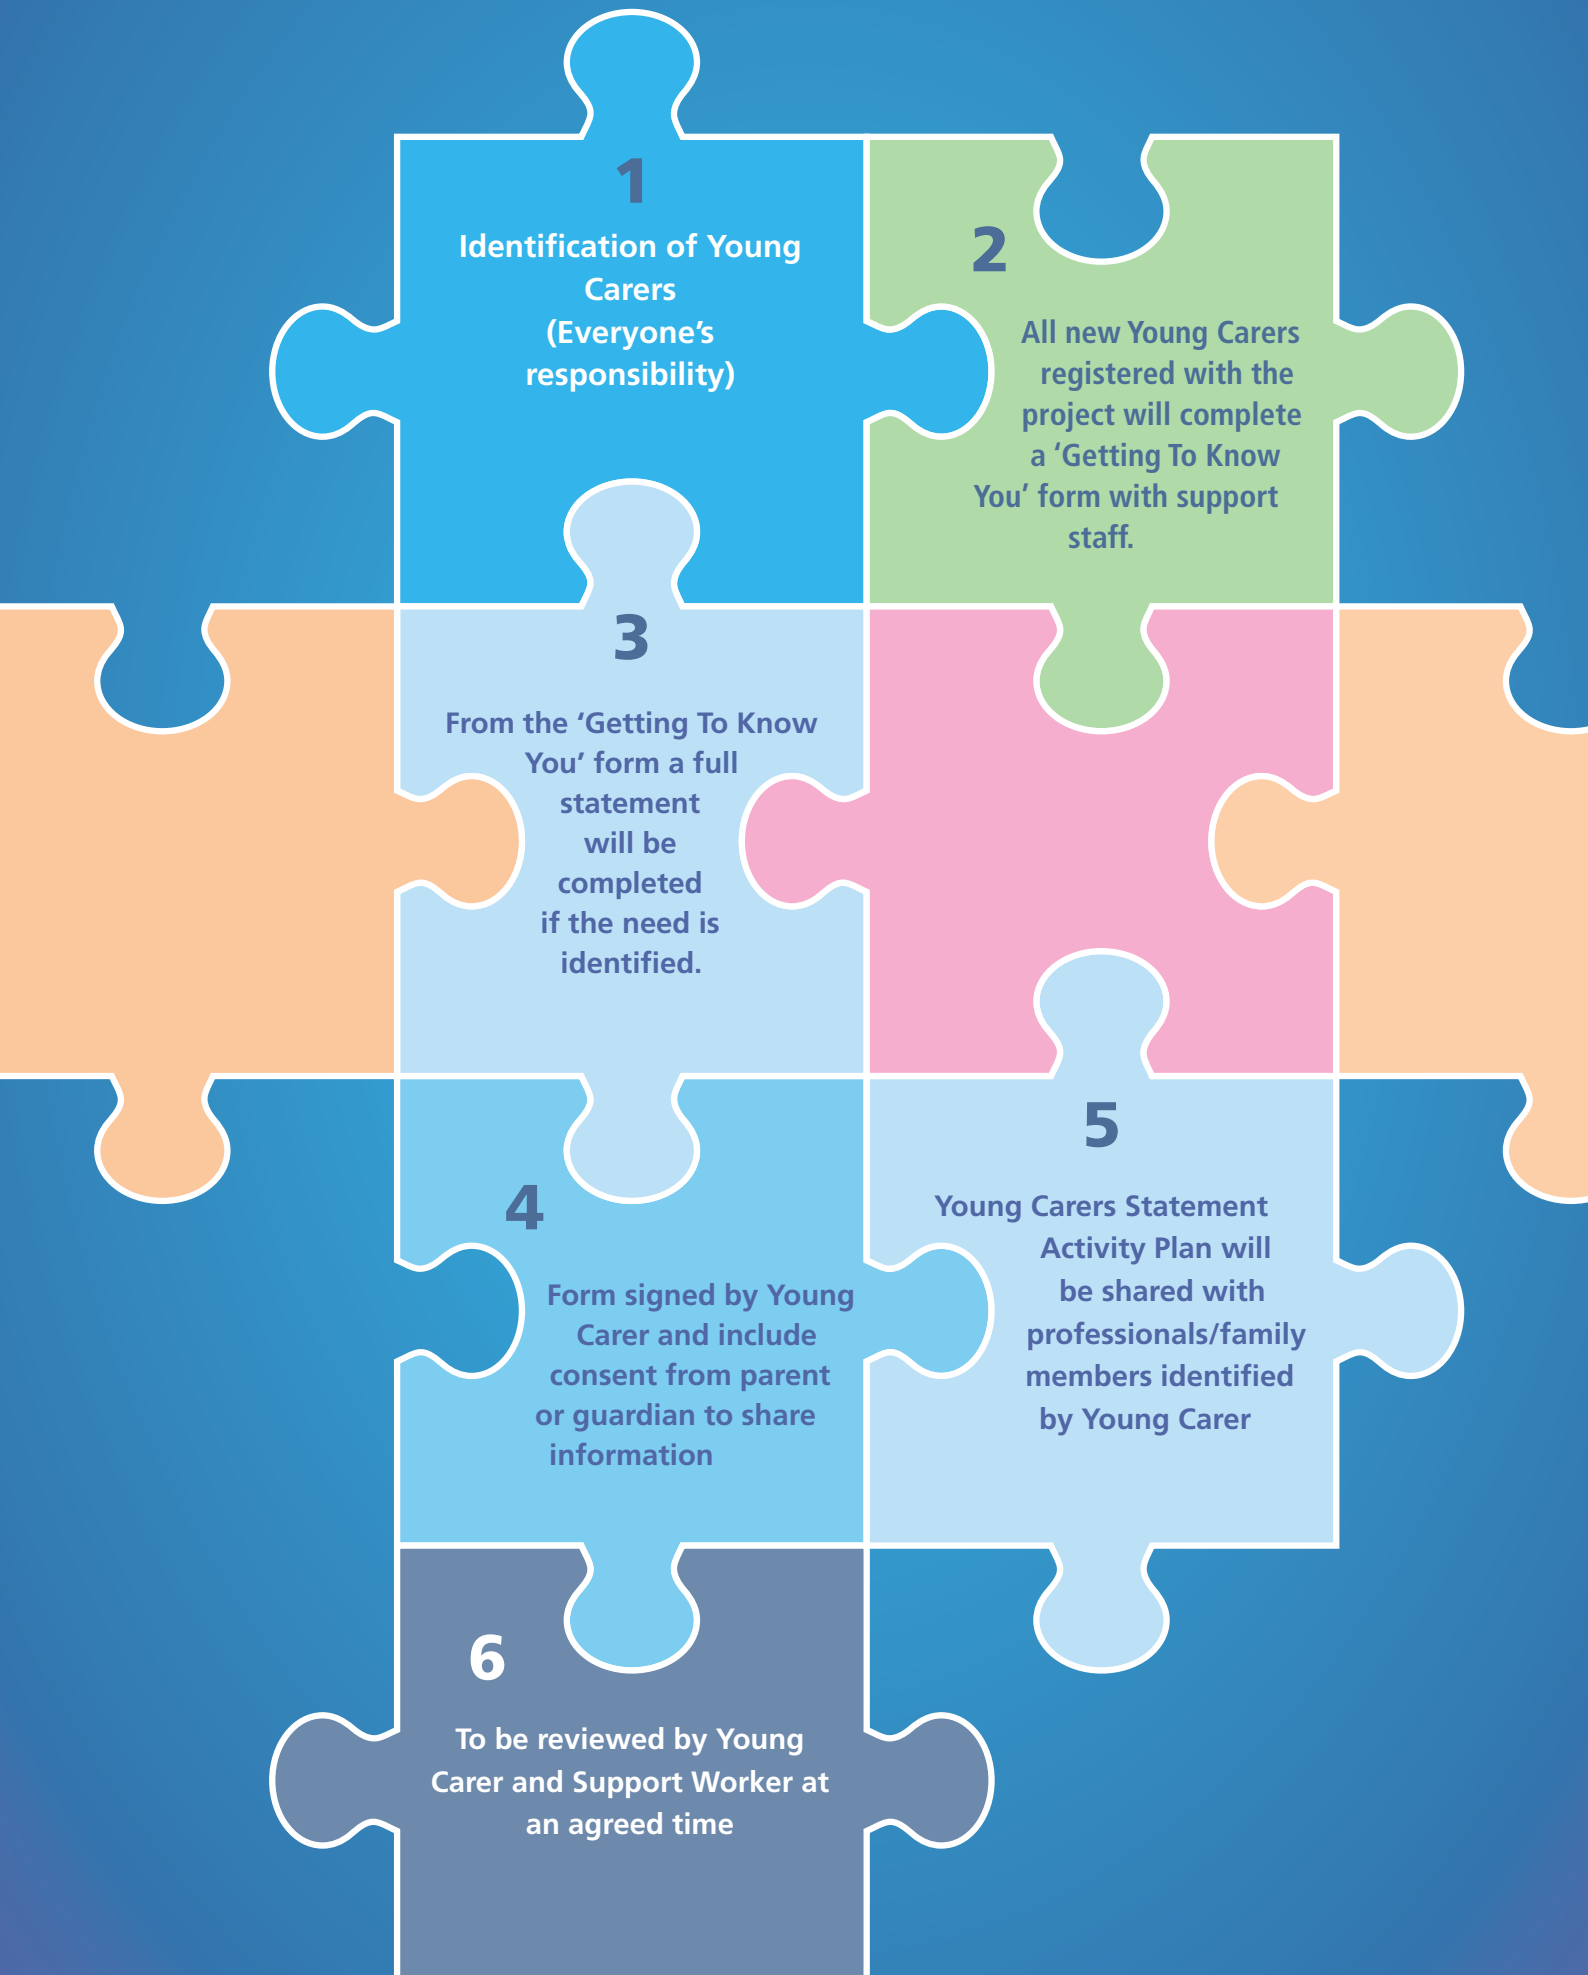 1
Identification of Young
Carers
(Everyone’s
responsibility)
2
All new Young Carers
registered with the
project will complete
a ‘Getting To Know
You’ form with support
staff.
3
From the ‘Getting To Know
You’ form a full
statement
will be
completed
if the need is
identified.
4
Form signed by Young
Carer and include
consent from parent
or guardian to share
information
5
Young Carers Statement
Activity Plan will
be shared with
professionals/family
members identified
by Young Carer
6
To be reviewed by Young
Carer and Support Worker at
an agreed time